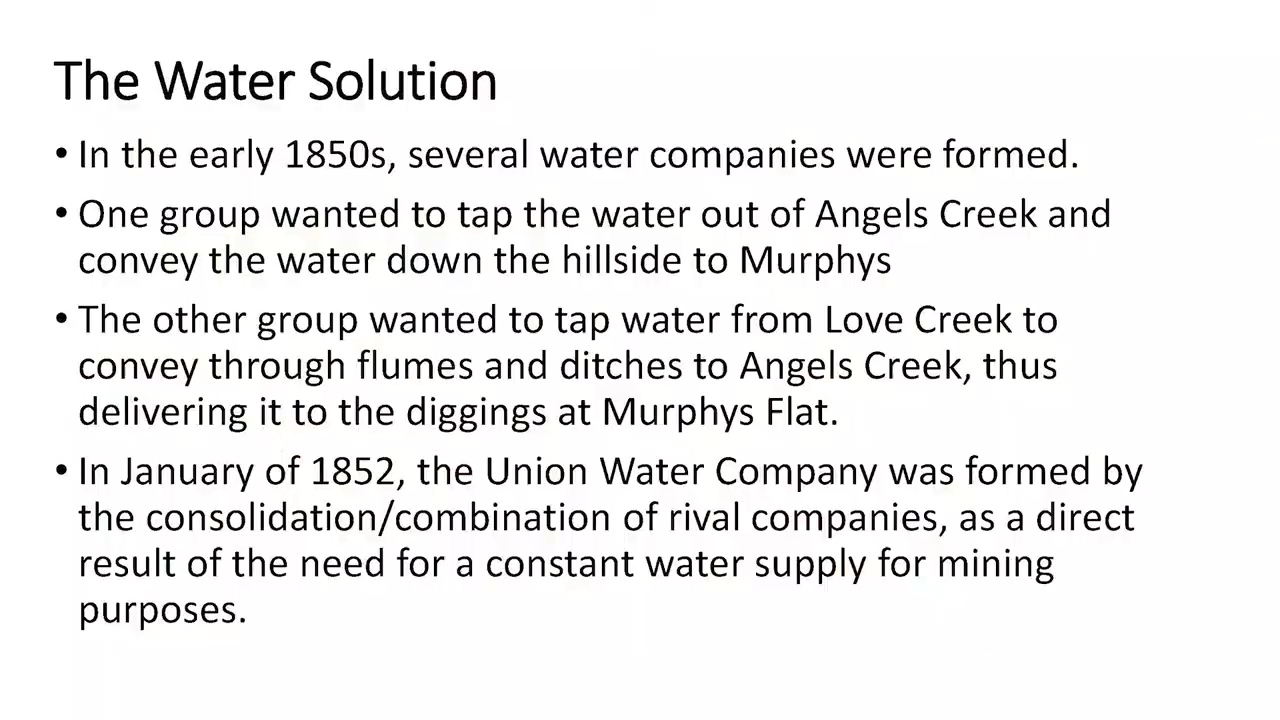 The Water Solution
• In the early 1850s, several water companies were formed.
• One group wanted to tap the water out of Angels Creek and
convey the water down the hillside to Murphys
• The other group wanted to tap water from Love Creek to
convey through flumes and ditches to Angels Creek, thus
delivering it to the diggings at Murphys Flat.
• In January of 1852, the Union Water Company was formed by
the consolidation/combination of rival companies, as a direct
result of the need for a constant water supply for mining
purposes.